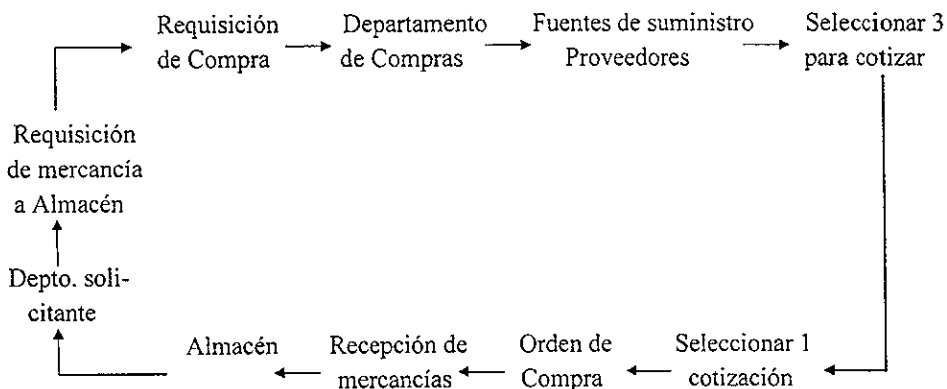 Requisición
de Compra
Departamento
de Compras
Fuentes de suministro
Proveedores
Seleccionar 3
para cotizar
Requisición
de mercancía
a Almacén
Depto. soli-
citante
Almacén
Recepción de
mercancías
Orden de
Compra
Seleccionar 1
cotización